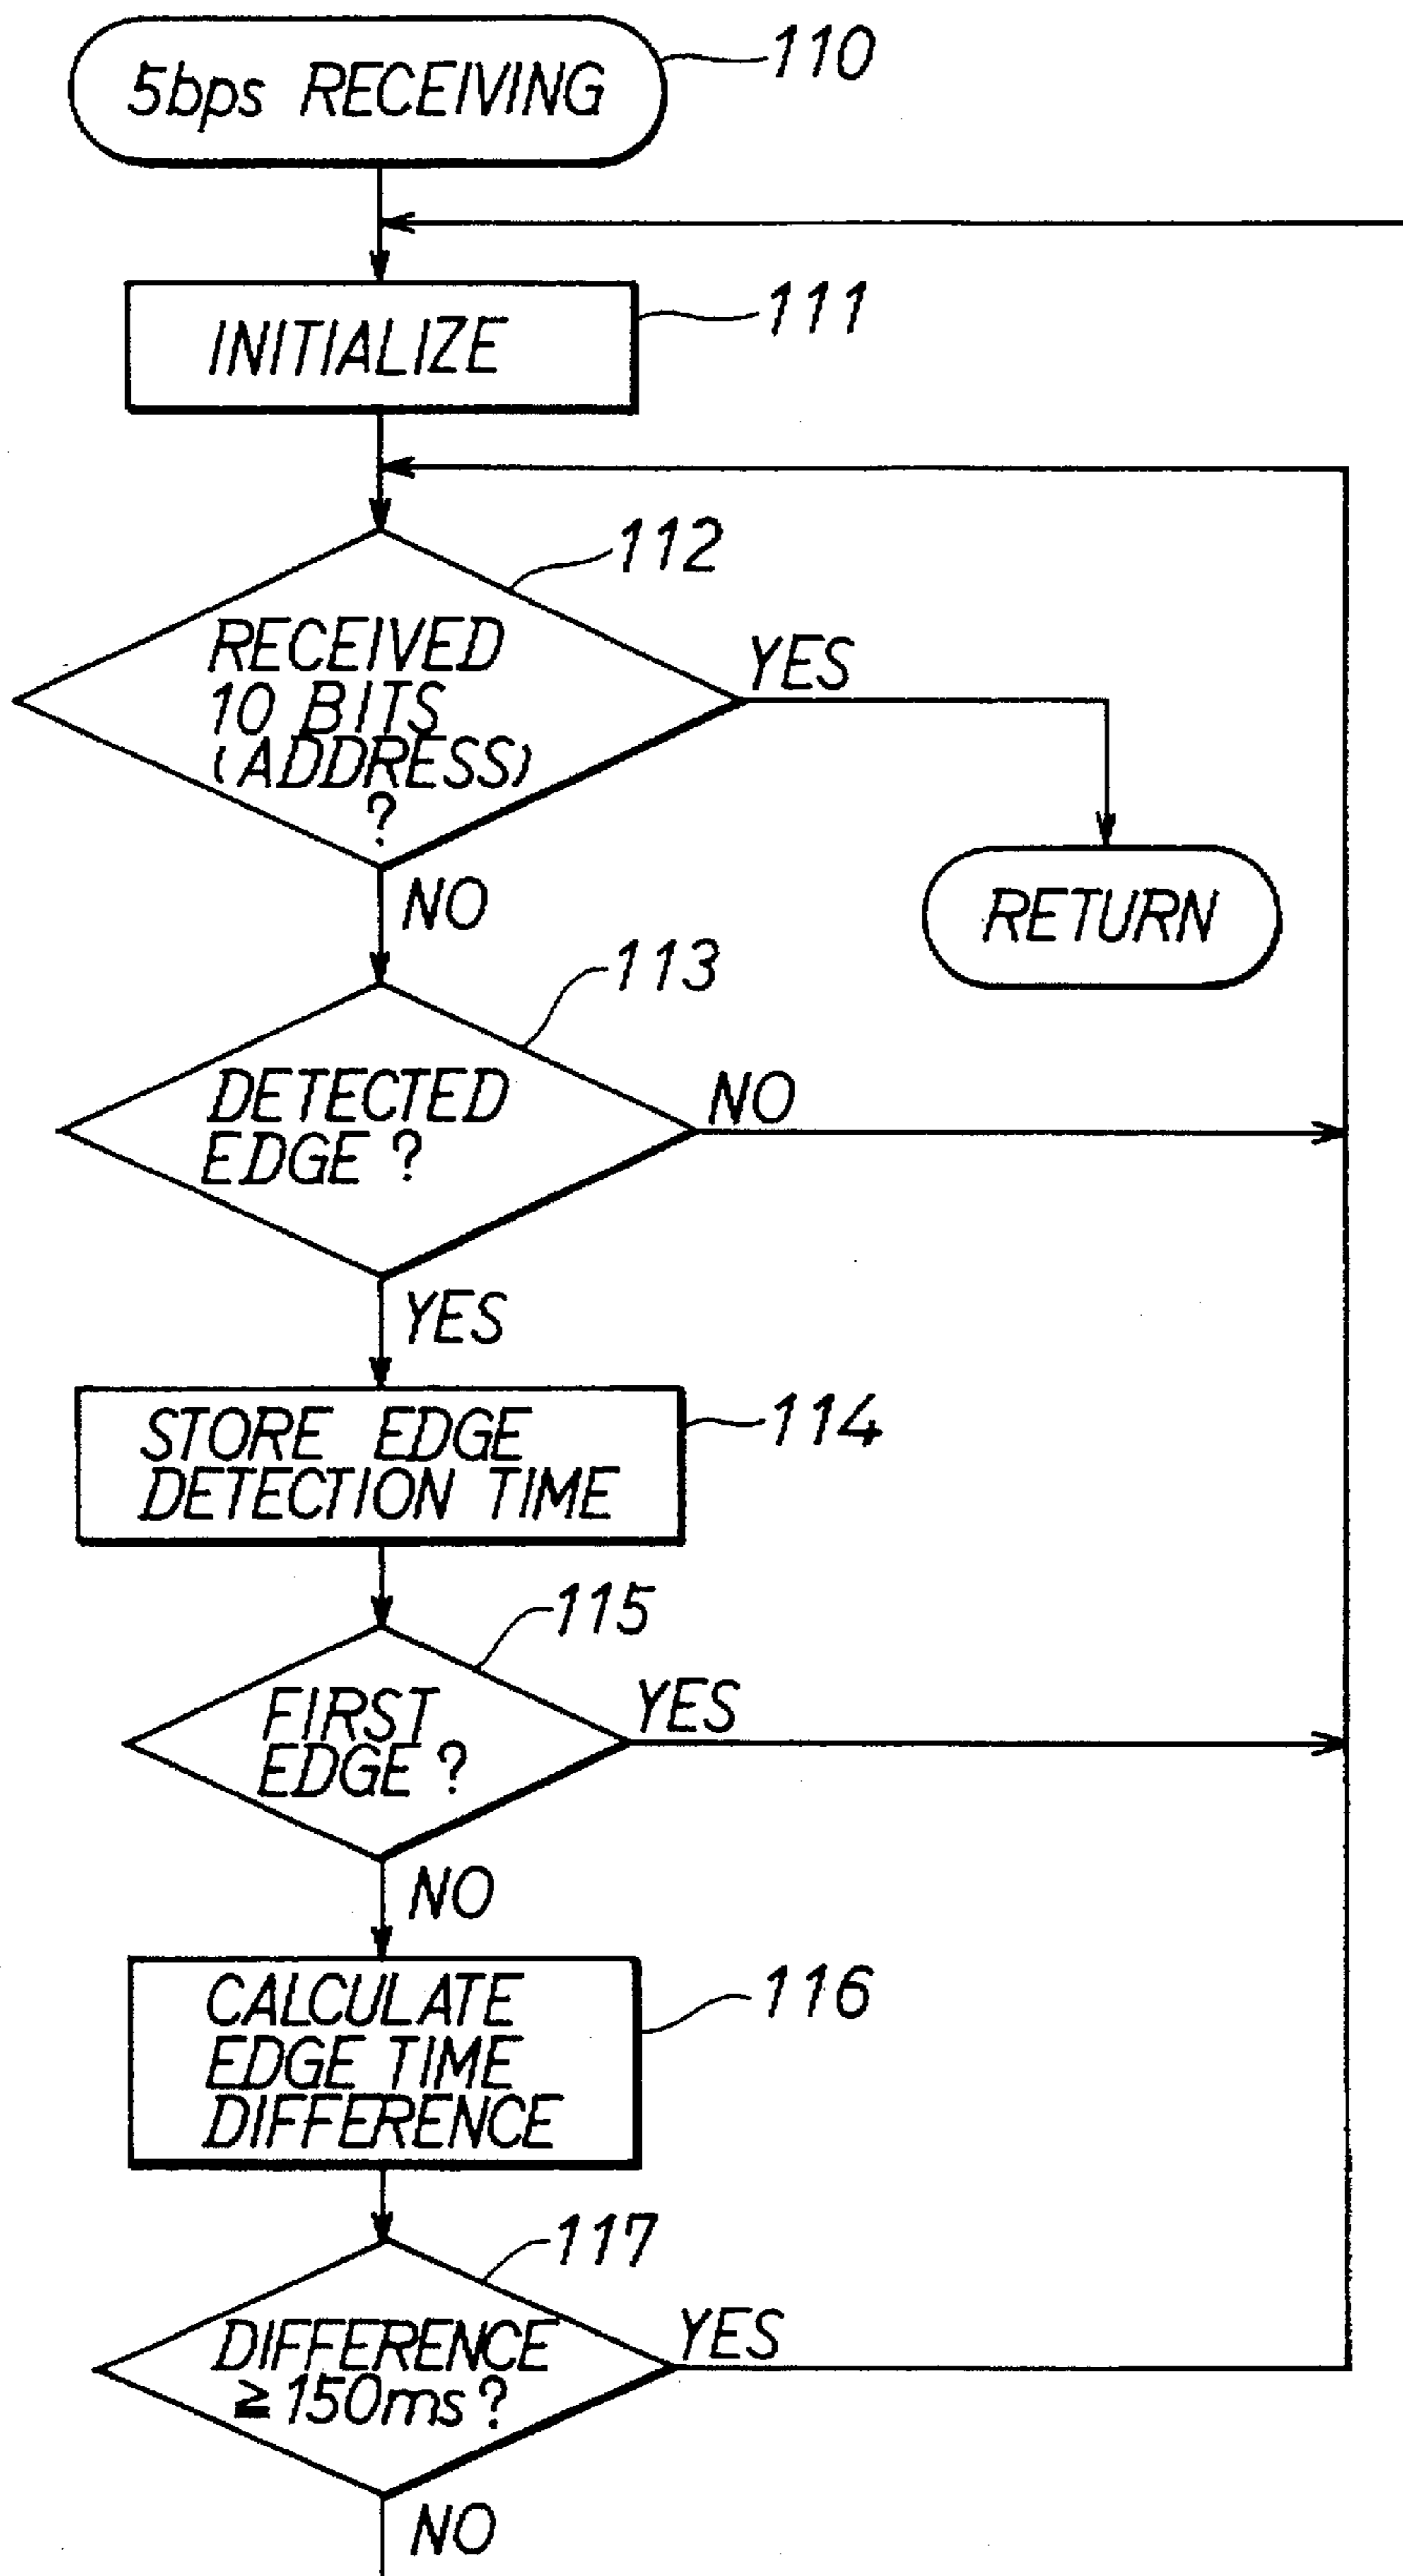 5bps RECEIVING
110
INITIALIZE
111
112
RECEIVED
10 BITS
(ADDRESS)
?
YES
RETURN
NO
113
DETECTED
EDGE ?
NO
YES
STORE EDGE
DETECTION TIME
114
115
FIRST
EDGE ?
YES
NO
CALCULATE
EDGE TIME
DIFFERENCE
116
117
DIFFERENCE
≧ 150ms ?
YES
NO